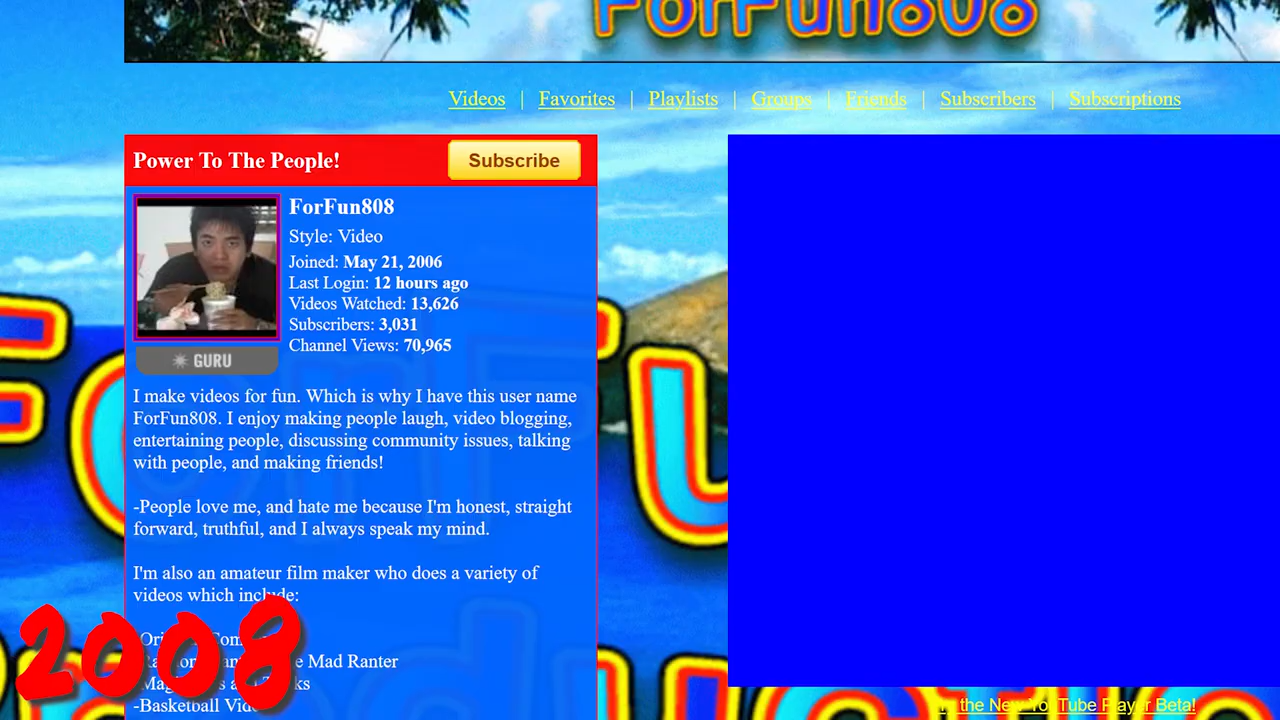 ForFun808
Videos | Favorites | Playlists | Groups | Friends | Subscribers | Subscriptions
Power To The People!
Subscribe
ForFun808
Style: Video
Joined: May 21, 2006
Last Login: 12 hours ago
Videos Watched: 13,626
Subscribers: 3,031
Channel Views: 70,965
GURU
I make videos for fun. Which is why I have this user name
ForFun808. I enjoy making people laugh, video blogging,
entertaining people, discussing community issues, talking
with people, and making friends!
-People love me, and hate me because I'm honest, straight
forward, truthful, and I always speak my mind.
I'm also an amateur film maker who does a variety of
videos which include:
2008
Mad Ranter
-Basketball
the New YouTube Player Beta!